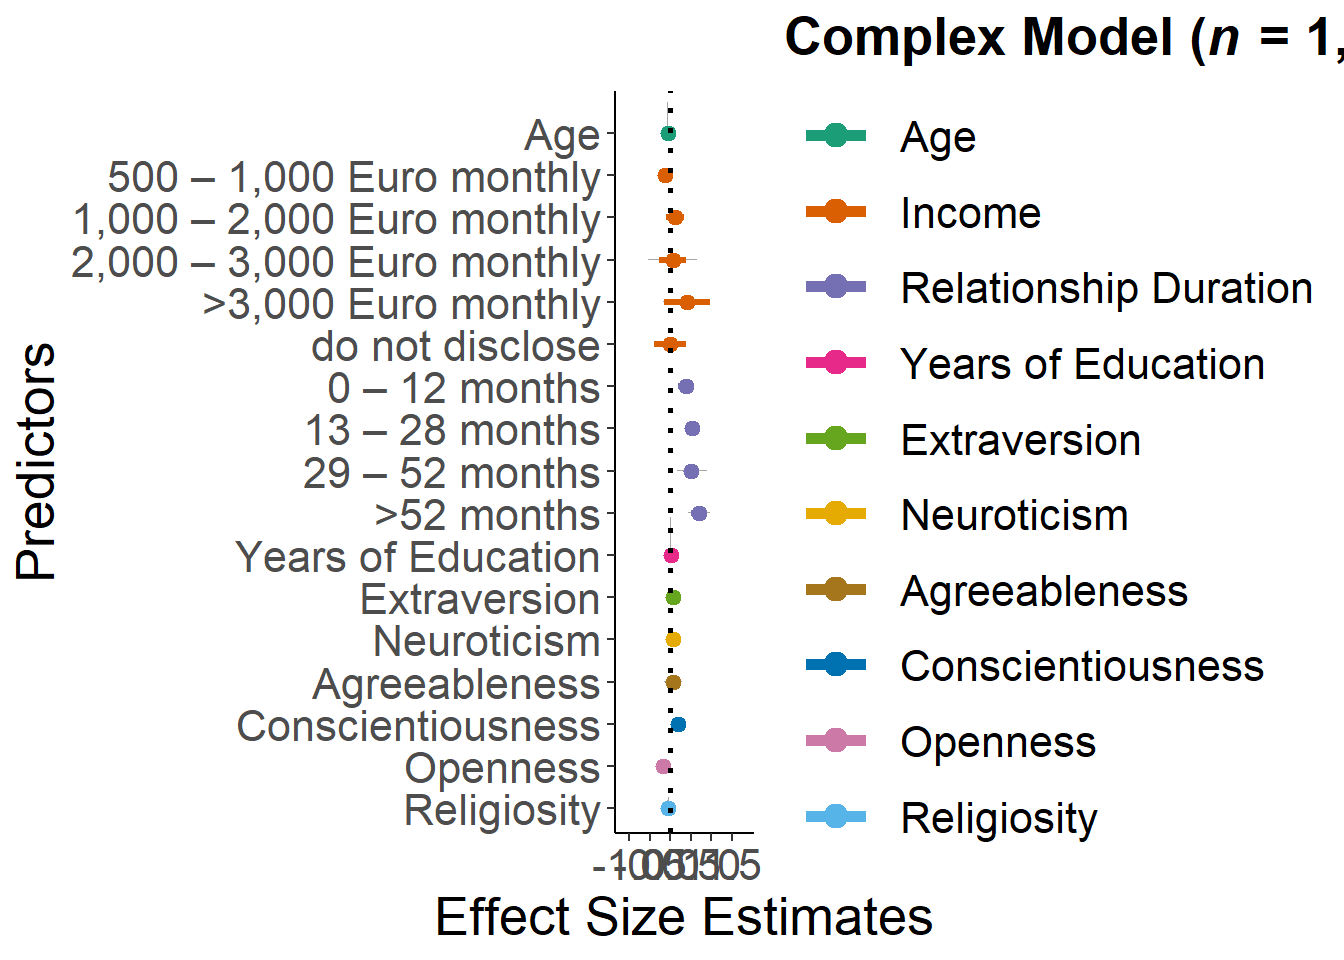 Complex Model (n = 1,
Age
500 – 1,000 Euro monthly
1,000 – 2,000 Euro monthly
2,000 – 3,000 Euro monthly
>3,000 Euro monthly
do not disclose
0 – 12 months
13 – 28 months
29 – 52 months
>52 months
Years of Education
Extraversion
Neuroticism
Agreeableness
Conscientiousness
Openness
Religiosity
Predictors
Effect Size Estimates
Age
Income
Relationship Duration
Years of Education
Extraversion
Neuroticism
Agreeableness
Conscientiousness
Openness
Religiosity